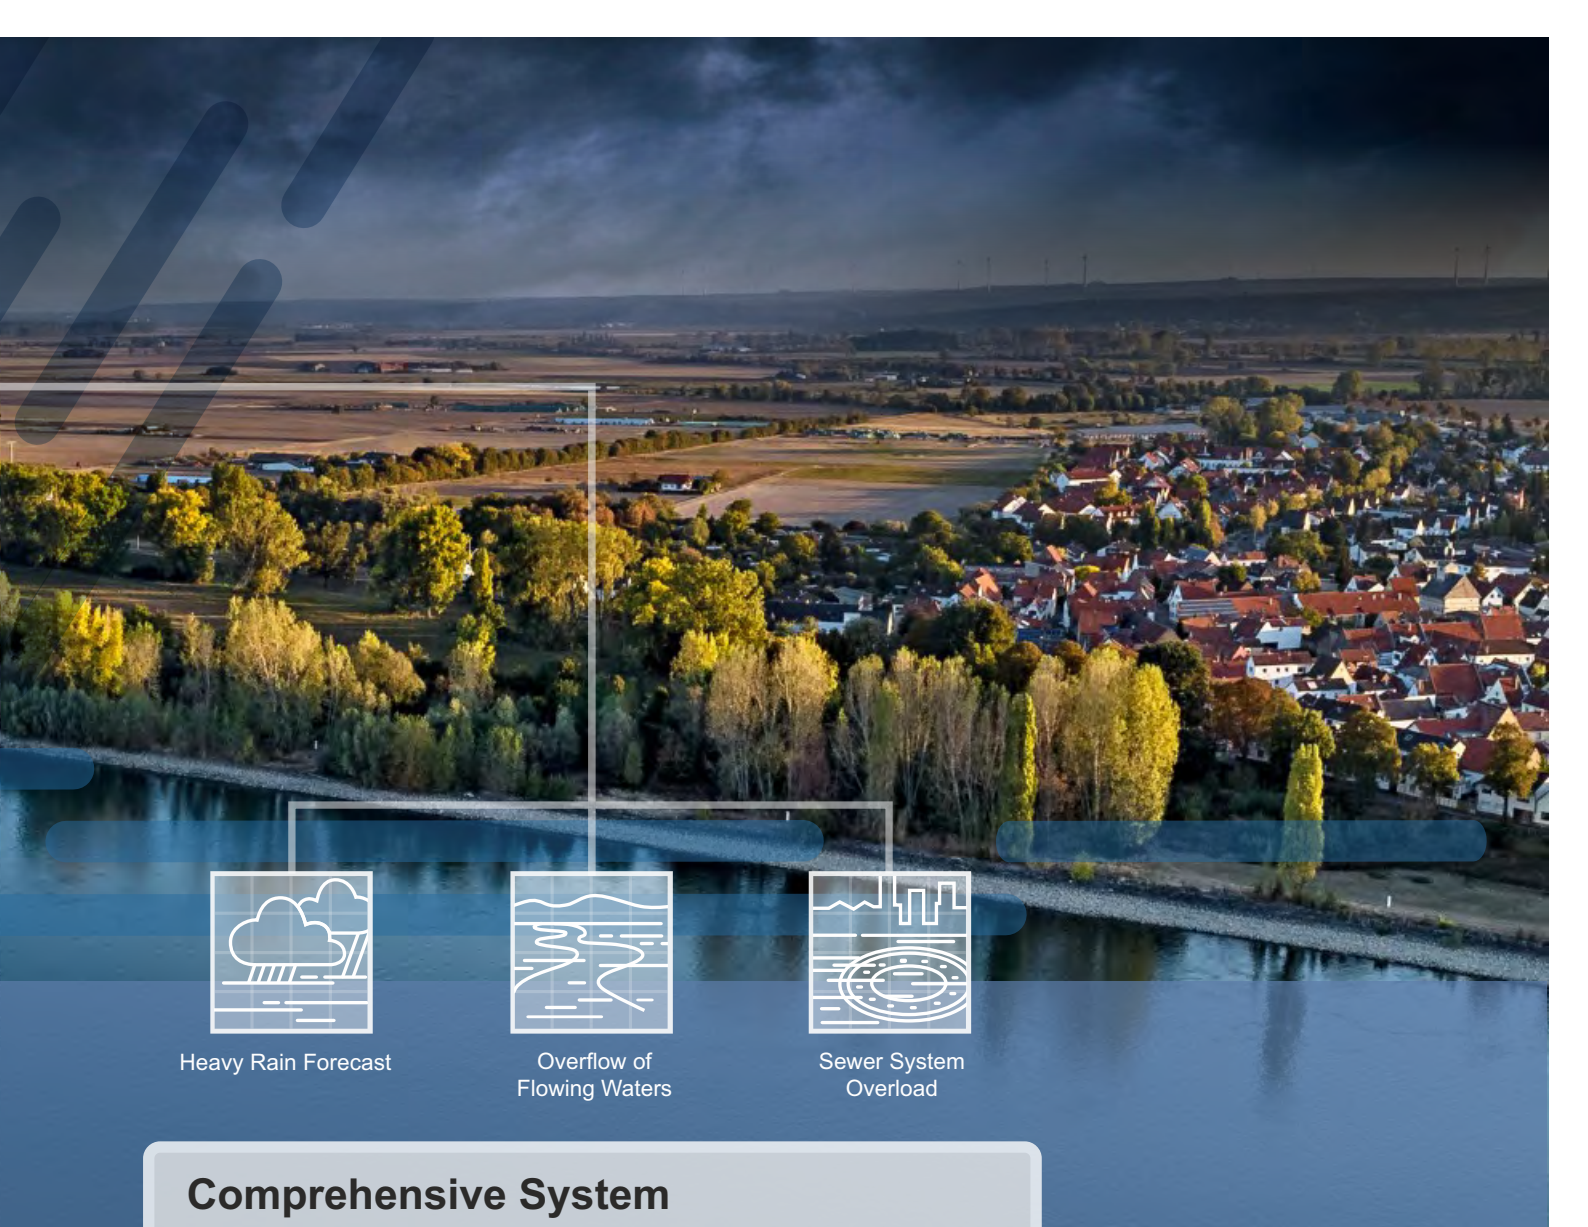 Heavy Rain Forecast
Overflow of
Flowing Waters
Sewer System
Overload
Comprehensive System